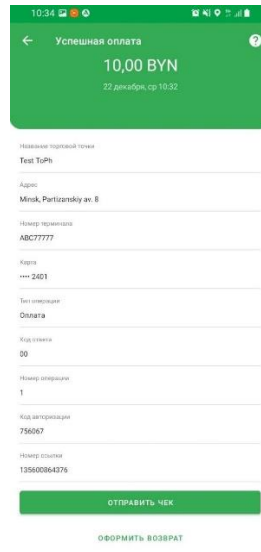 10:34
Успешная оплата
10,00 BYN
22 декабря, ср 10:32
Название торговой точки
Test ToPh
Адрес
Minsk, Partizanskiy av. 8
Номер терминала
ABC77777
Карта
•••• 2401
Тип операции
Оплата
Код ответа
00
Номер операции
1
Код авторизации
756067
Номер ссылки
135600864376
ОТПРАВИТЬ ЧЕК
ОФОРМИТЬ ВОЗВРАТ